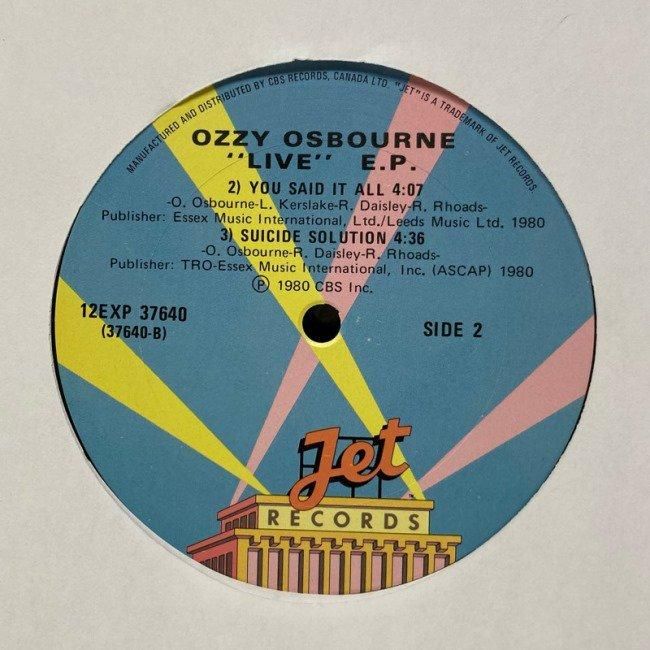 MANUFACTURED AND DISTRIBUTED BY CBS RECORDS, CANADA LTD. "JET" IS A TRADEMARK OF JET RECORDS.
OZZY OSBOURNE
"LIVE" E.P.
2) YOU SAID IT ALL 4:07
-O. Osbourne-L. Kerslake-R. Daisley-R. Rhoads-
Publisher: Essex Music International, Ltd./Leeds Music Ltd. 1980
3) SUICIDE SOLUTION 4:36
-O. Osbourne-R. Daisley-R. Rhoads-
Publisher: TRO-Essex Music International, Inc. (ASCAP) 1980
℗ 1980 CBS Inc.
12EXP 37640
(37640-B)
SIDE 2
Jet
RECORDS